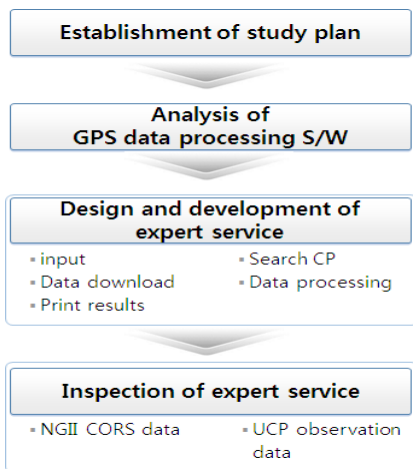 Establishment of study plan
Analysis of
GPS data processing S/W
Design and development of
expert service
▪ input
▪ Search CP
▪ Data download
▪ Data processing
▪ Print results
Inspection of expert service
▪ NGII CORS data
▪ UCP observation
data